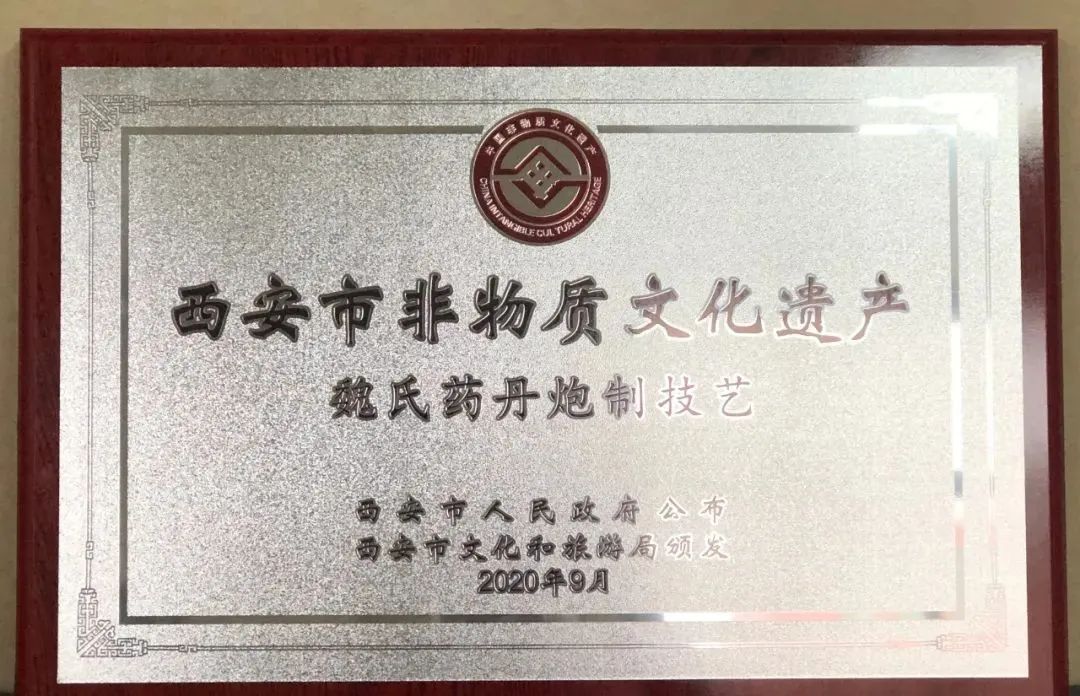 中国非物质文化遗产
CHINA INTANGIBLE CULTURAL HERITAGE
西安市非物质文化遗产
魏氏药丹炮制技艺
西安市人民政府公布
西安市文化和旅游局颁发
2020年9月